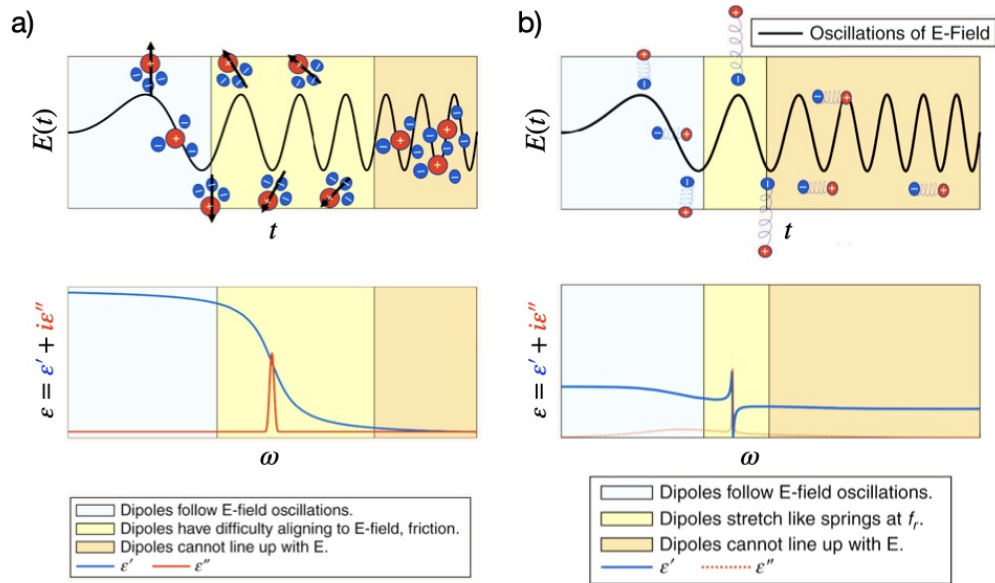 a)
E(t)
t
ε = ε′ + iε″
ω
Dipoles follow E-field oscillations.
Dipoles have difficulty aligning to E-field, friction.
Dipoles cannot line up with E.
ε′ ε″
b)
Oscillations of E-Field
E(t)
t
ε = ε′ + iε″
ω
Dipoles follow E-field oscillations.
Dipoles stretch like springs at fr.
Dipoles cannot line up with E.
ε′ ε″